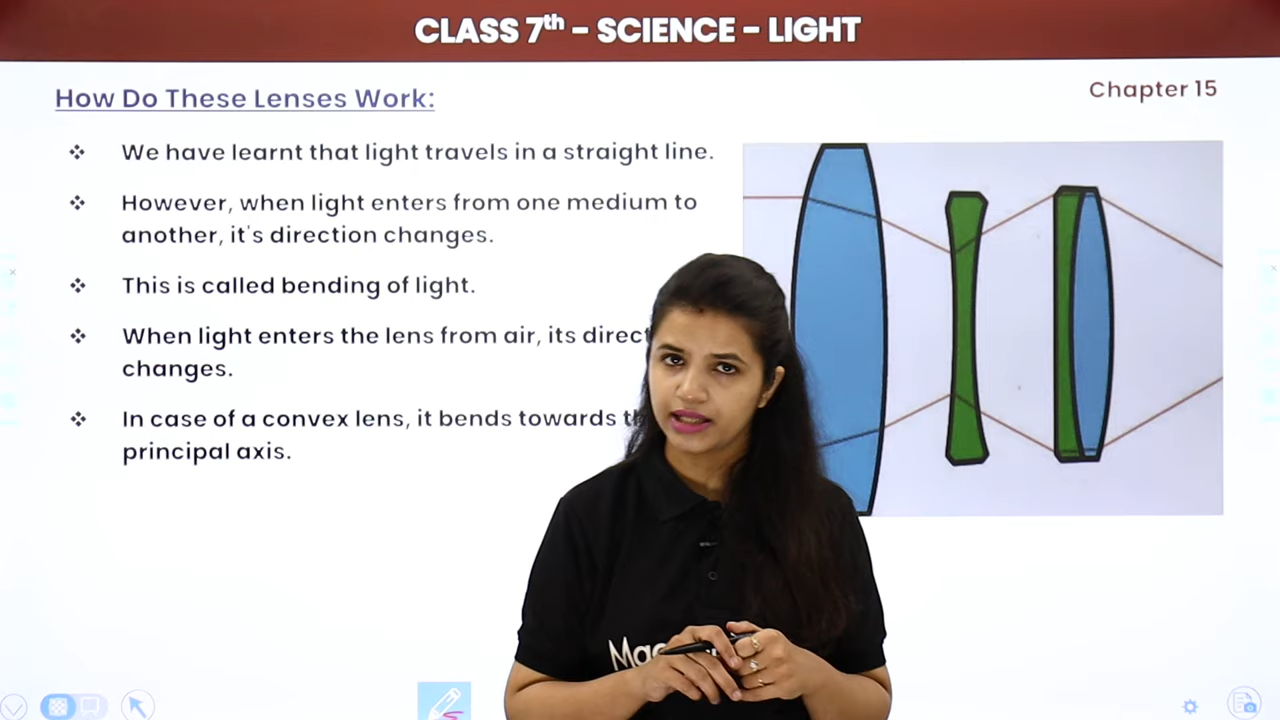 CLASS 7th - SCIENCE - LIGHT
How Do These Lenses Work:
Chapter 15
❖ We have learnt that light travels in a straight line.
❖ However, when light enters from one medium to
another, it's direction changes.
❖ This is called bending of light.
❖ When light enters the lens from air, its
changes.
❖ In case of a convex lens, it bends towards
principal axis.